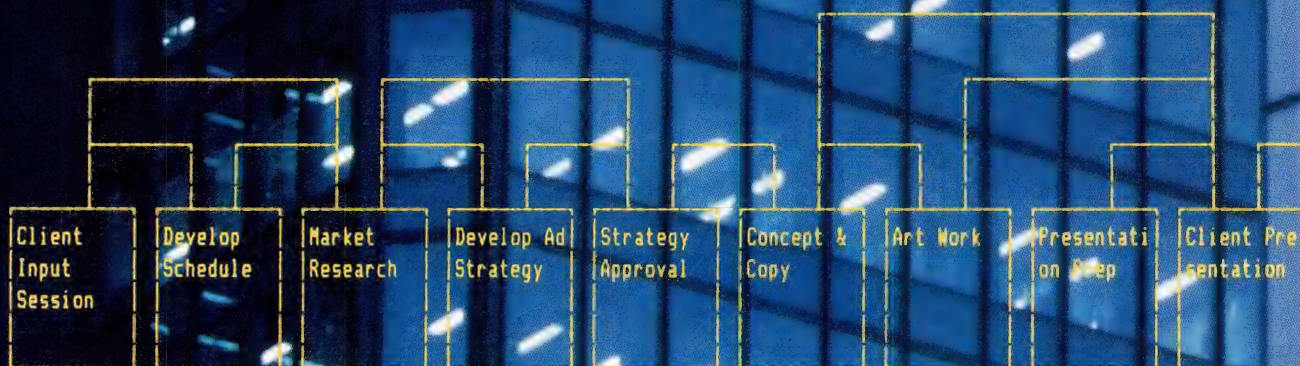 Client
Input
Session
Develop
Schedule
Market
Research
Develop Ad
Strategy
Strategy
Approval
Concept &
Copy
Art Work
Presentati
on Prep
Client Pre
sentation